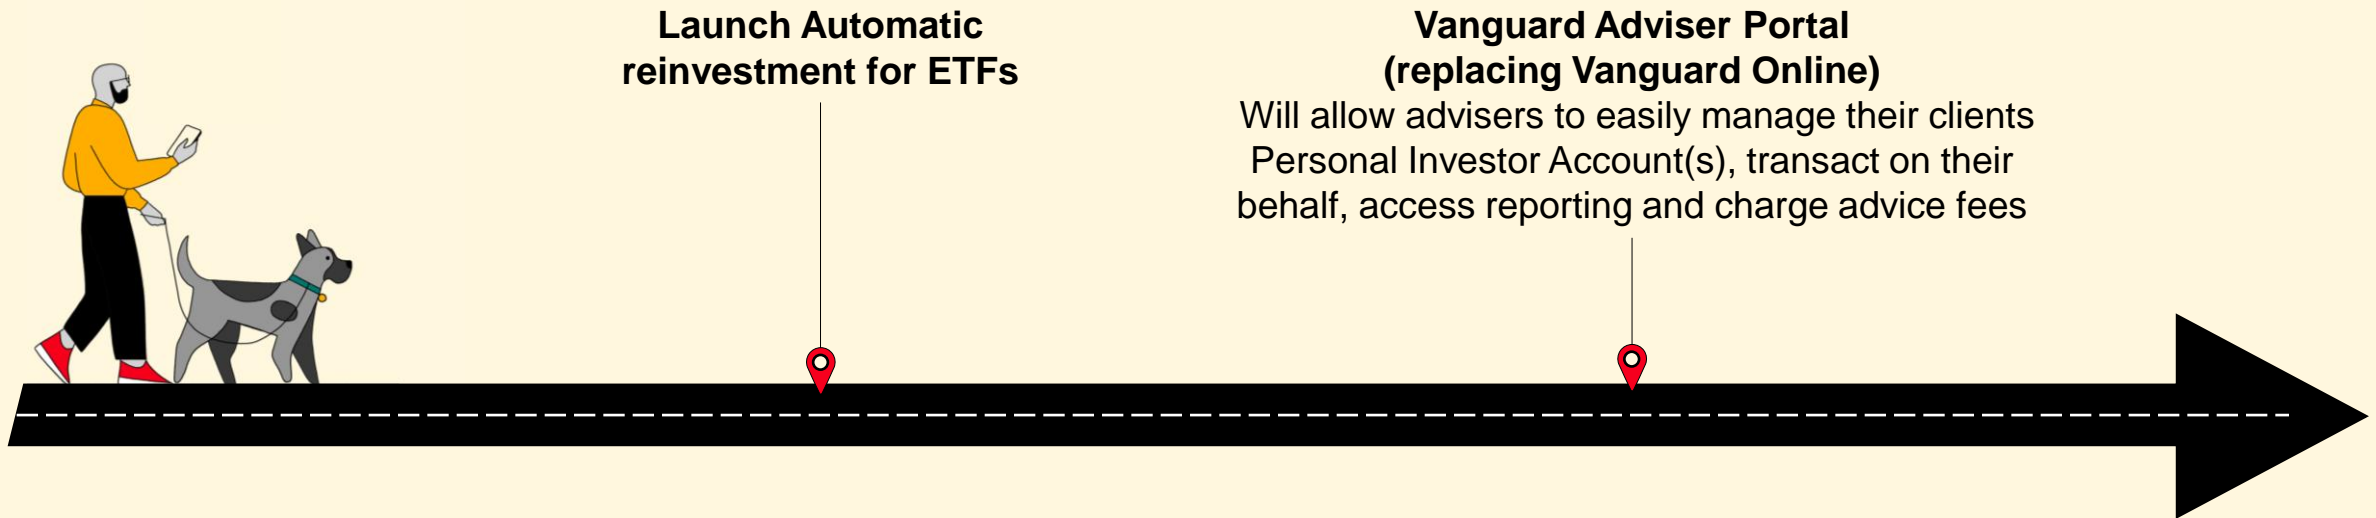 Launch Automatic
reinvestment for ETFs
Vanguard Adviser Portal
(replacing Vanguard Online)
Will allow advisers to easily manage their clients
Personal Investor Account(s), transact on their
behalf, access reporting and charge advice fees